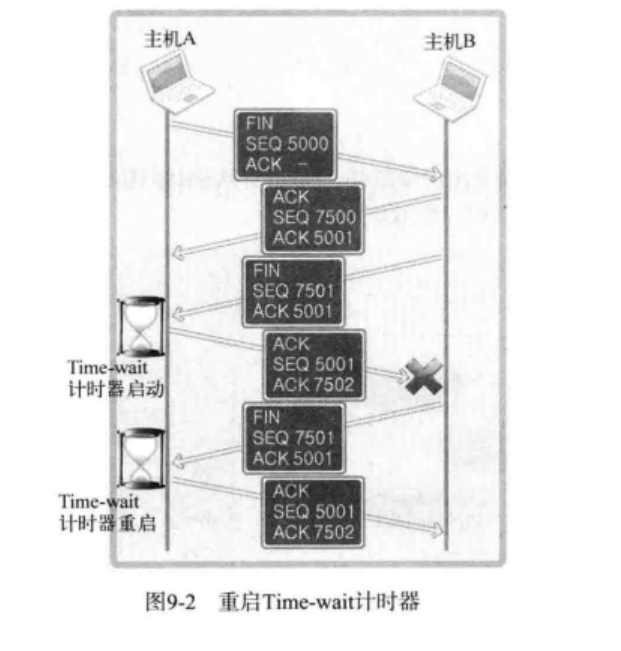 主机A
主机B
FIN
SEQ 5000
ACK -
ACK
SEQ 7500
ACK 5001
FIN
SEQ 7501
ACK 5001
Time-wait
计时器启动
ACK
SEQ 5001
ACK 7502
FIN
SEQ 7501
ACK 5001
Time-wait
计时器重启
ACK
SEQ 5001
ACK 7502
图9-2 重启Time-wait计时器